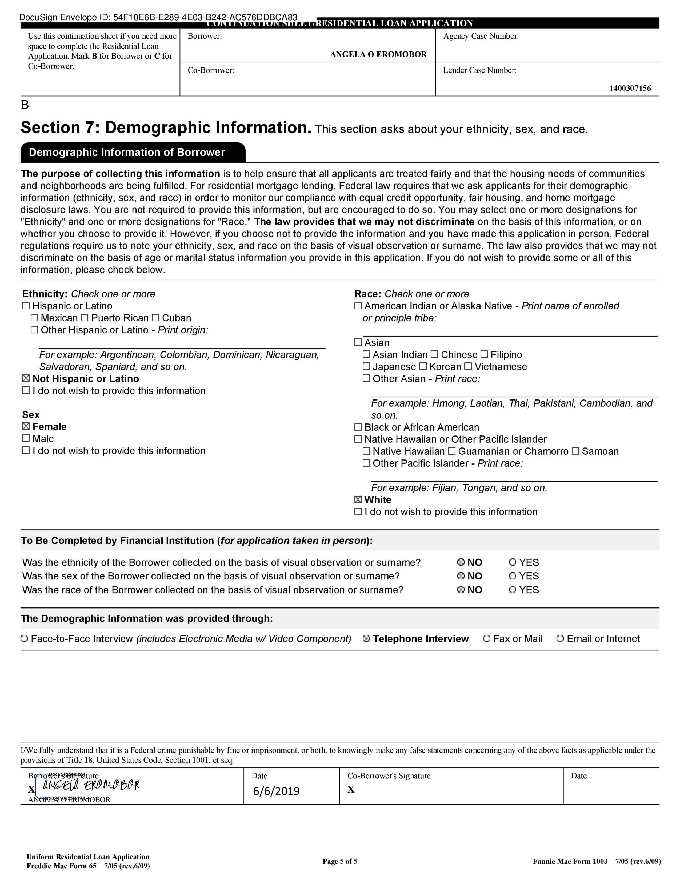 DocuSign Envelope ID: 54F10E6B-E289-4E03-B242-AC576DDBCA83
CONTINUATION SHEET/RESIDENTIAL LOAN APPLICATION
Use this continuation sheet if you need more
space to complete the Residential Loan
Application. Mark B for Borrower or C for
Co-Borrower.
Borrower:
ANGELA O EROMOBOR
Co-Borrower:
Agency Case Number:
Lender Case Number:
1400307156
B
Section 7: Demographic Information. This section asks about your ethnicity, sex, and race.
Demographic Information of Borrower
The purpose of collecting this information is to help ensure that all applicants are treated fairly and that the housing needs of communities
and neighborhoods are being fulfilled. For residential mortgage lending, Federal law requires that we ask applicants for their demographic
information (ethnicity, sex, and race) in order to monitor our compliance with equal credit opportunity, fair housing, and home mortgage
disclosure laws. You are not required to provide this information, but are encouraged to do so. You may select one or more designations for
"Ethnicity" and one or more designations for "Race." The law provides that we may not discriminate on the basis of this information, or on
whether you choose to provide it. However, if you choose not to provide the information and you have made this application in person, Federal
regulations require us to note your ethnicity, sex, and race on the basis of visual observation or surname. The law also provides that we may not
discriminate on the basis of age or marital status information you provide in this application. If you do not wish to provide some or all of this
information, please check below.
Ethnicity: Check one or more
☐ Hispanic or Latino
☐ Mexican ☐ Puerto Rican ☐ Cuban
☐ Other Hispanic or Latino - Print origin:
For example: Argentinean, Colombian, Dominican, Nicaraguan,
Salvadoran, Spaniard, and so on.
☒ Not Hispanic or Latino
☐ I do not wish to provide this information
Sex
☒ Female
☐ Male
☐ I do not wish to provide this information
Race: Check one or more
☐ American Indian or Alaska Native - Print name of enrolled
or principle tribe:
☐ Asian
☐ Asian Indian ☐ Chinese ☐ Filipino
☐ Japanese ☐ Korean ☐ Vietnamese
☐ Other Asian - Print race:
For example: Hmong, Laotian, Thai, Pakistani, Cambodian, and
so on.
☐ Black or African American
☐ Native Hawaiian or Other Pacific Islander
☐ Native Hawaiian ☐ Guamanian or Chamorro ☐ Samoan
☐ Other Pacific Islander - Print race:
For example: Fijian, Tongan, and so on.
☒ White
☐ I do not wish to provide this information
To Be Completed by Financial Institution (for application taken in person):
Was the ethnicity of the Borrower collected on the basis of visual observation or surname? NO YES
Was the sex of the Borrower collected on the basis of visual observation or surname? NO YES
Was the race of the Borrower collected on the basis of visual observation or surname? NO YES
The Demographic Information was provided through:
Face-to-Face Interview (includes Electronic Media w/ Video Component) Telephone Interview Fax or Mail Email or Internet
I/We fully understand that it is a Federal crime punishable by fine or imprisonment, or both, to knowingly make any false statements concerning any of the above facts as applicable under the
provisions of Title 18, United States Code, Section 1001, et seq.
Borrower's Signature
X ANGELA EROMOBOR
ANGELA O EROMOBOR
Date
6/6/2019
Co-Borrower's Signature
X
Date
Uniform Residential Loan Application
Freddie Mac Form 65 7/05 (rev.6/09)
Page 5 of 5
Fannie Mae Form 1003 7/05 (rev.6/09)